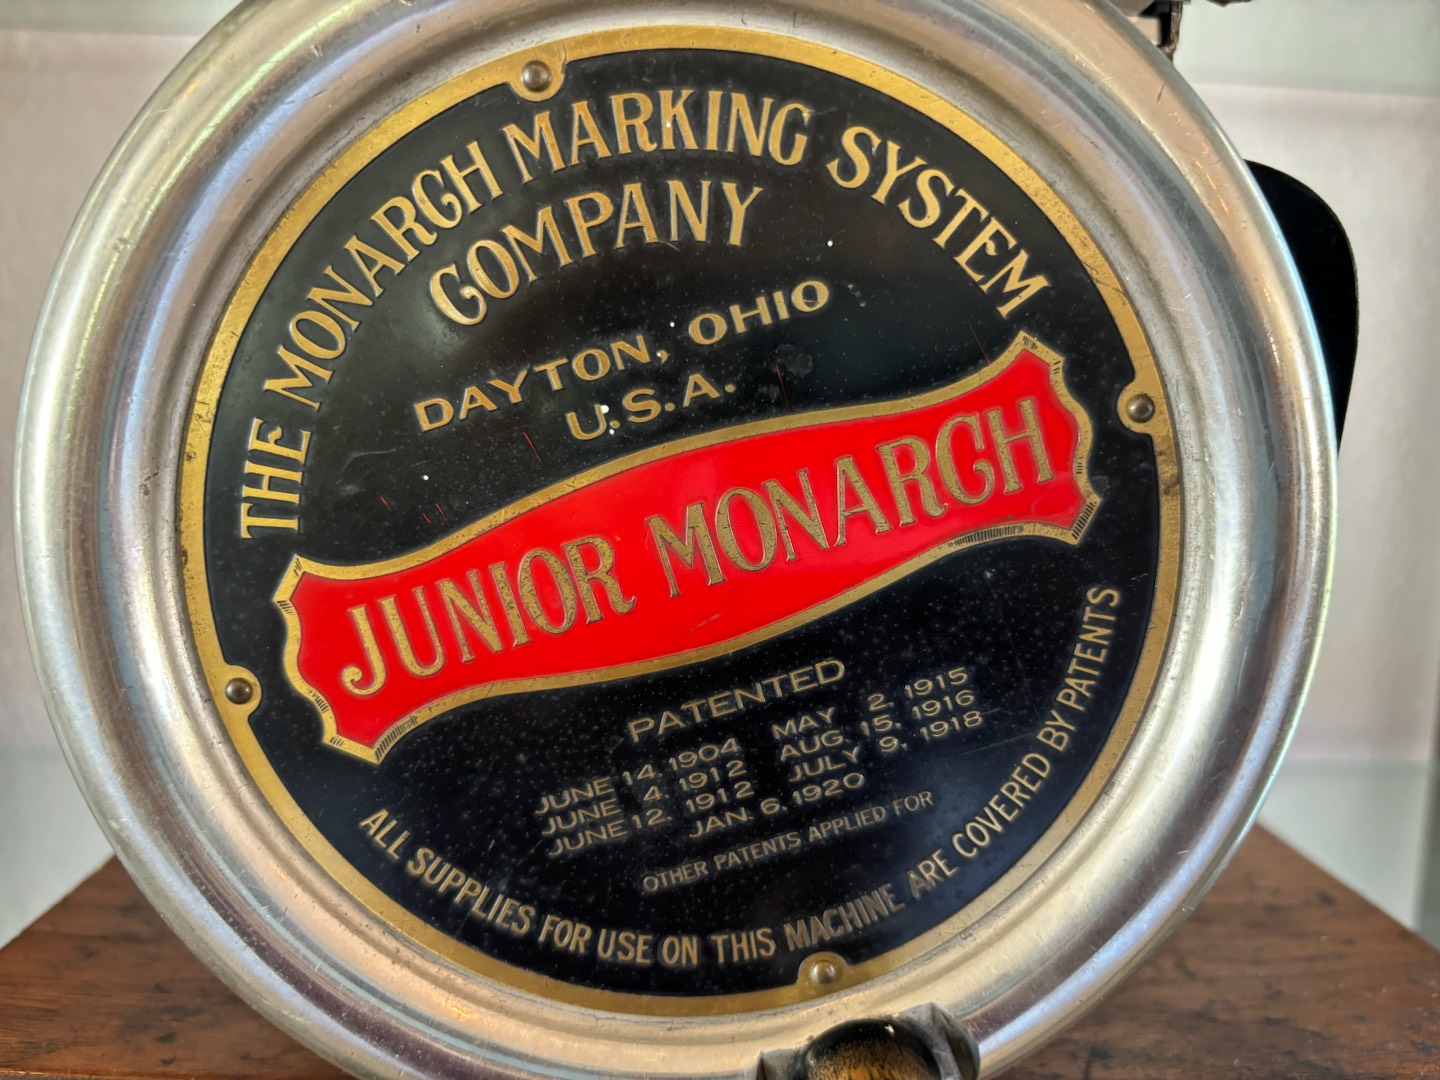 THE MONARCH MARKING SYSTEM
COMPANY
DAYTON, OHIO
U.S.A.
JUNIOR MONARCH
PATENTED
JUNE 14, 1904 MAY 2, 1915
JUNE 4, 1912 AUG. 15, 1916
JUNE 12, 1912 JULY 9, 1918
JAN. 6, 1920
OTHER PATENTS APPLIED FOR
ALL SUPPLIES FOR USE ON THIS MACHINE ARE COVERED BY PATENTS